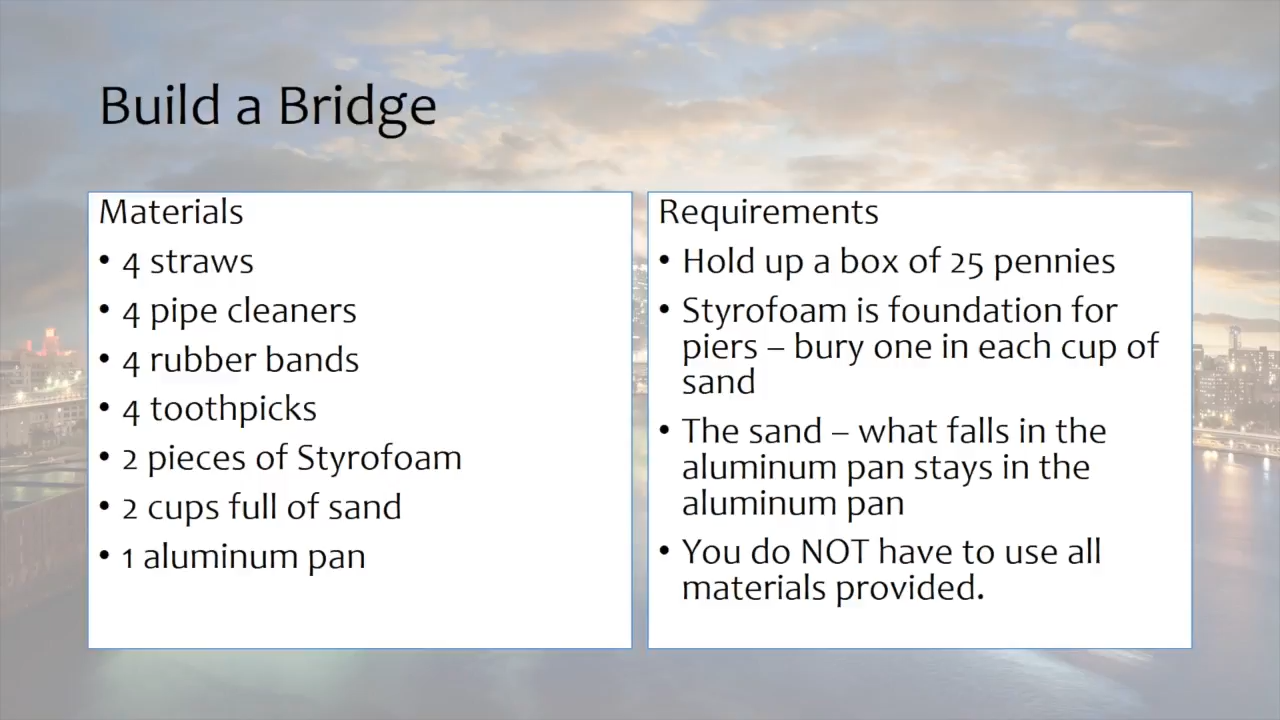 Build a Bridge
Materials
• 4 straws
• 4 pipe cleaners
• 4 rubber bands
• 4 toothpicks
• 2 pieces of Styrofoam
• 2 cups full of sand
• 1 aluminum pan
Requirements
• Hold up a box of 25 pennies
• Styrofoam is foundation for
piers – bury one in each cup of
sand
• The sand – what falls in the
aluminum pan stays in the
aluminum pan
• You do NOT have to use all
materials provided.